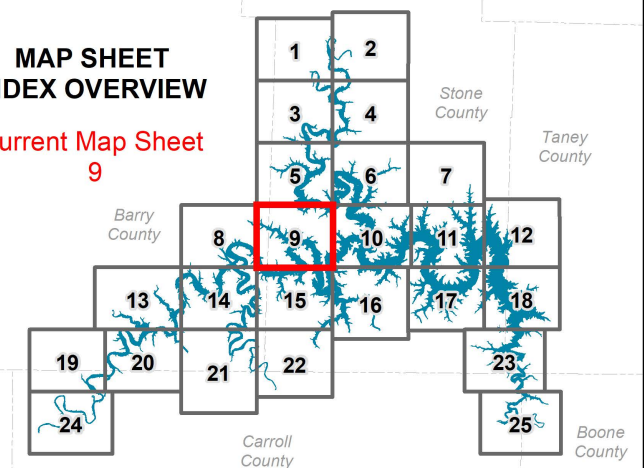 MAP SHEET
NDEX OVERVIEW
urrent Map Sheet
9
1
2
3
4
Stone
County
Taney
County
5
6
7
Barry
County
8
9
10
11
12
13
14
15
16
17
18
19
20
21
22
23
24
25
Carroll
County
Boone
County